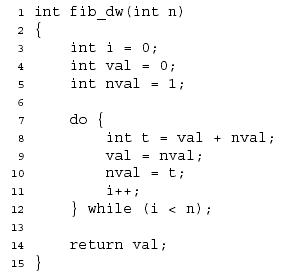 1 int fib_dw(int n)
2 {
3     int i = 0;
4     int val = 0;
5     int nval = 1;
6
7     do {
8         int t = val + nval;
9         val = nval;
10         nval = t;
11         i++;
12     } while (i < n);
13
14     return val;
15 }